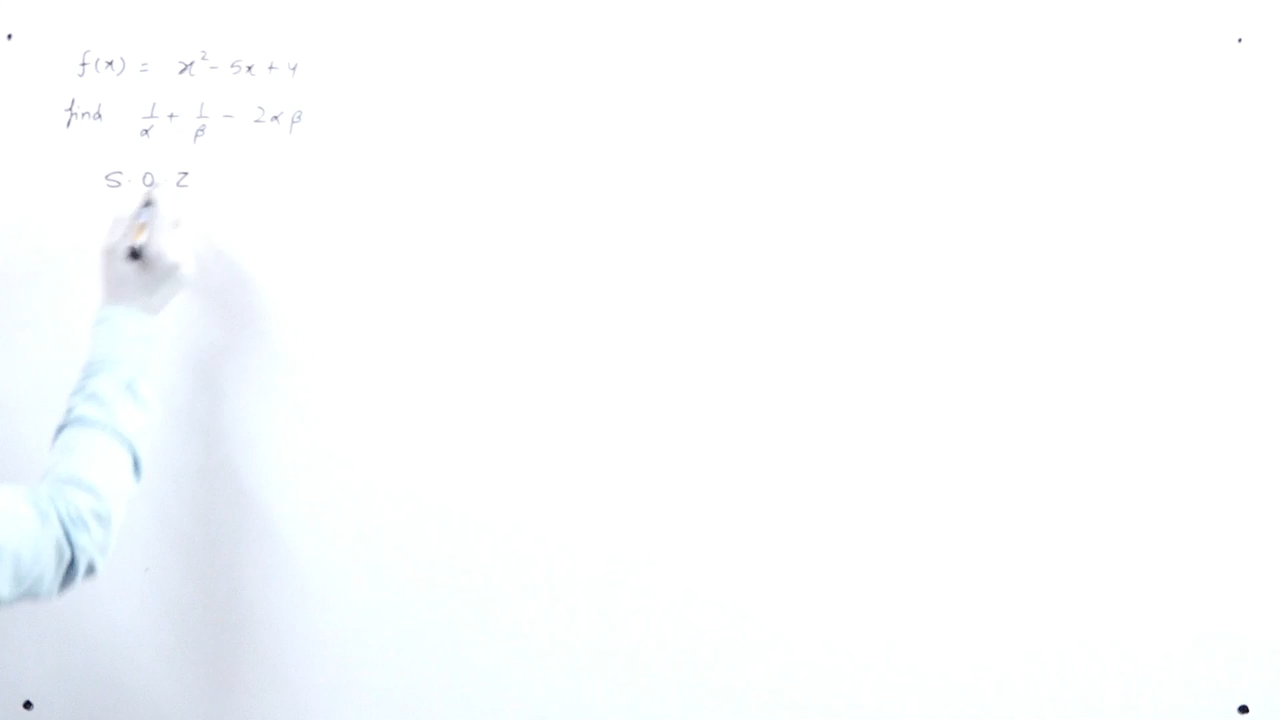 f(x) = x² - 5x + 4
find 1/α + 1/β - 2αβ
S. O. Z